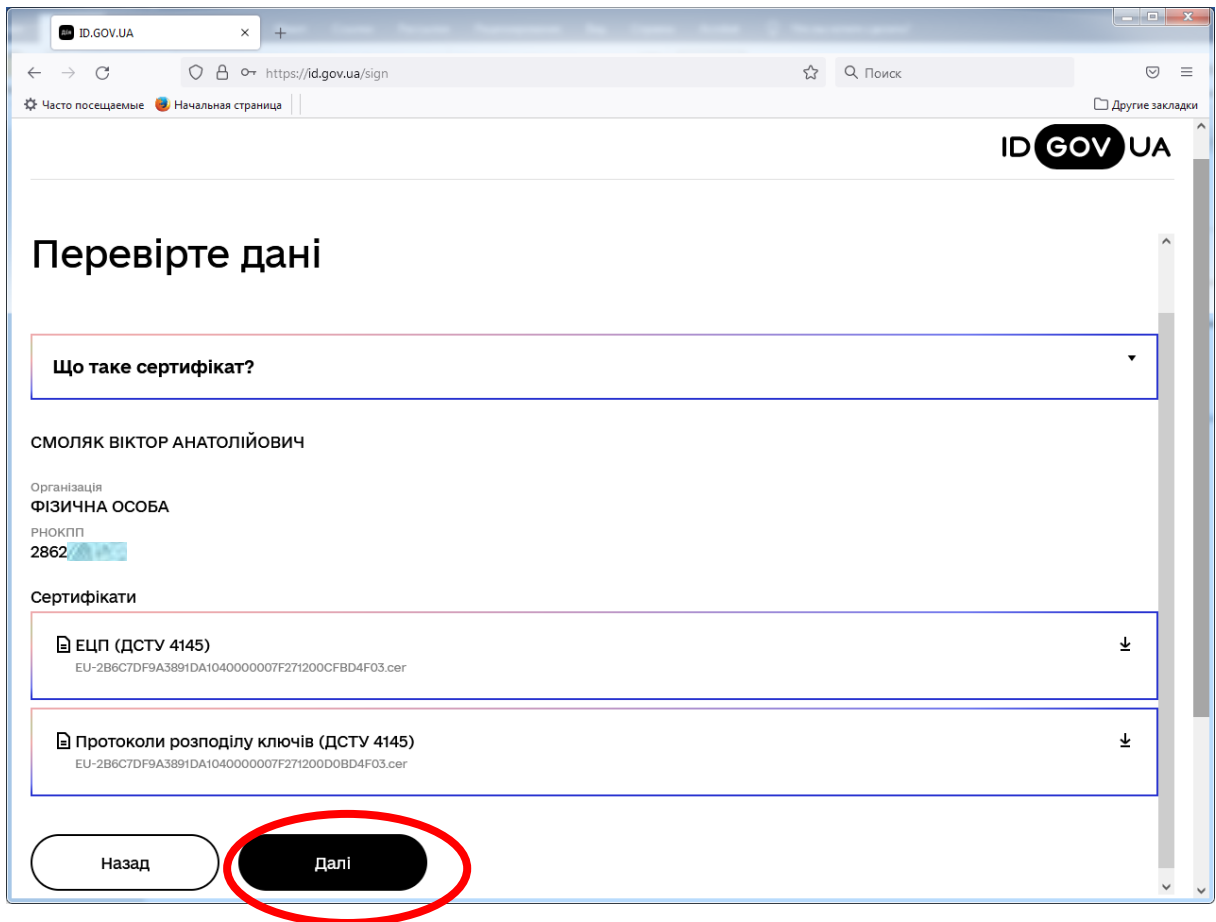 ДІЯ ID.GOV.UA
https://id.gov.ua/sign
Поиск
Часто посещаемые
Начальная страница
Другие закладки
ID GOV UA
Перевірте дані
Що таке сертифікат?
СМОЛЯК ВІКТОР АНАТОЛІЙОВИЧ
Організація
ФІЗИЧНА ОСОБА
РНОКПП
2862
Сертифікати
ЕЦП (ДСТУ 4145)
EU-2B6C7DF9A3891DA1040000007F271200CFBD4F03.cer
Протоколи розподілу ключів (ДСТУ 4145)
EU-2B6C7DF9A3891DA1040000007F271200D0BD4F03.cer
Назад
Далі